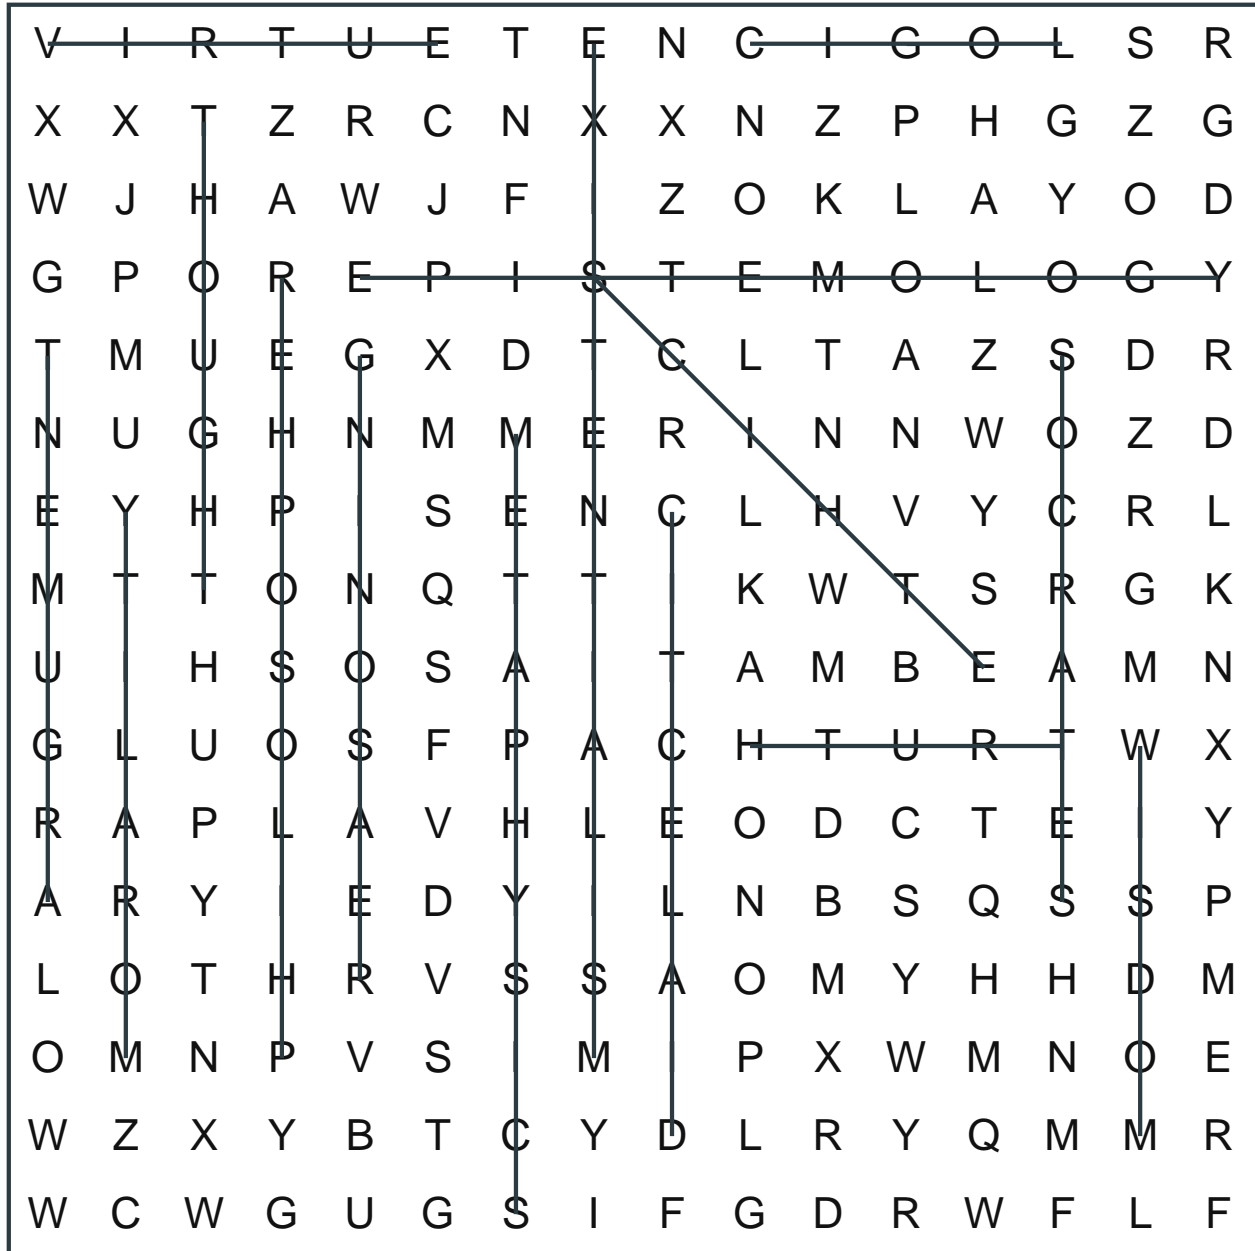 V I R T U E T E N C I G O L S R
X X T Z R C N X X N Z P H G Z G
W J H A W J F I Z O K L A Y O D
G P O R E P I S T E M O L O G Y
T M U E G X D T C L T A Z S D R
N U G H N M M E R I N N W O Z D
E Y H P I S E N C L H V Y C R L
M T T O N Q T T I K W T S R G K
U I H S O S A I T A M B E A M N
G L U O S F P A C H T U R T W X
R A P L A V H L E O D C T E I Y
A R Y I E D Y I L N B S Q S S P
L O T H R V S S A O M Y H H D M
O M N P V S I M I P X W M N O E
W Z X Y B T C Y D L R Y Q M M R
W C W G U G S I F G D R W F L F